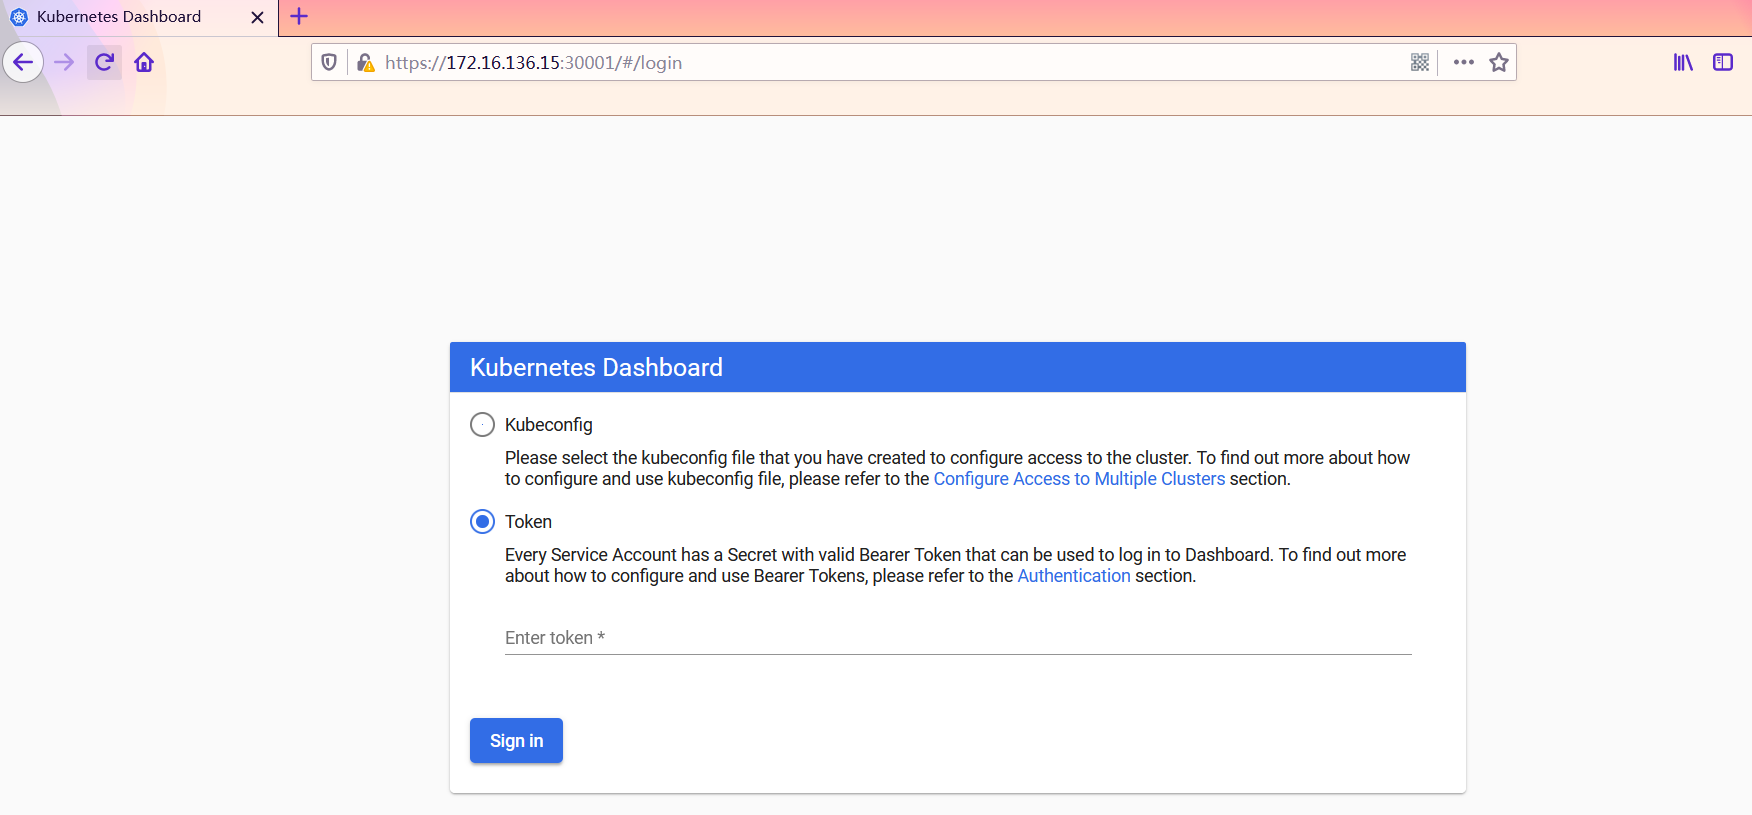 Kubernetes Dashboard
https://172.16.136.15:30001/#/login
Kubernetes Dashboard
Kubeconfig
Please select the kubeconfig file that you have created to configure access to the cluster. To find out more about how
to configure and use kubeconfig file, please refer to the Configure Access to Multiple Clusters section.
Token
Every Service Account has a Secret with valid Bearer Token that can be used to log in to Dashboard. To find out more
about how to configure and use Bearer Tokens, please refer to the Authentication section.
Enter token *
Sign in